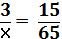 3/x = 15/65